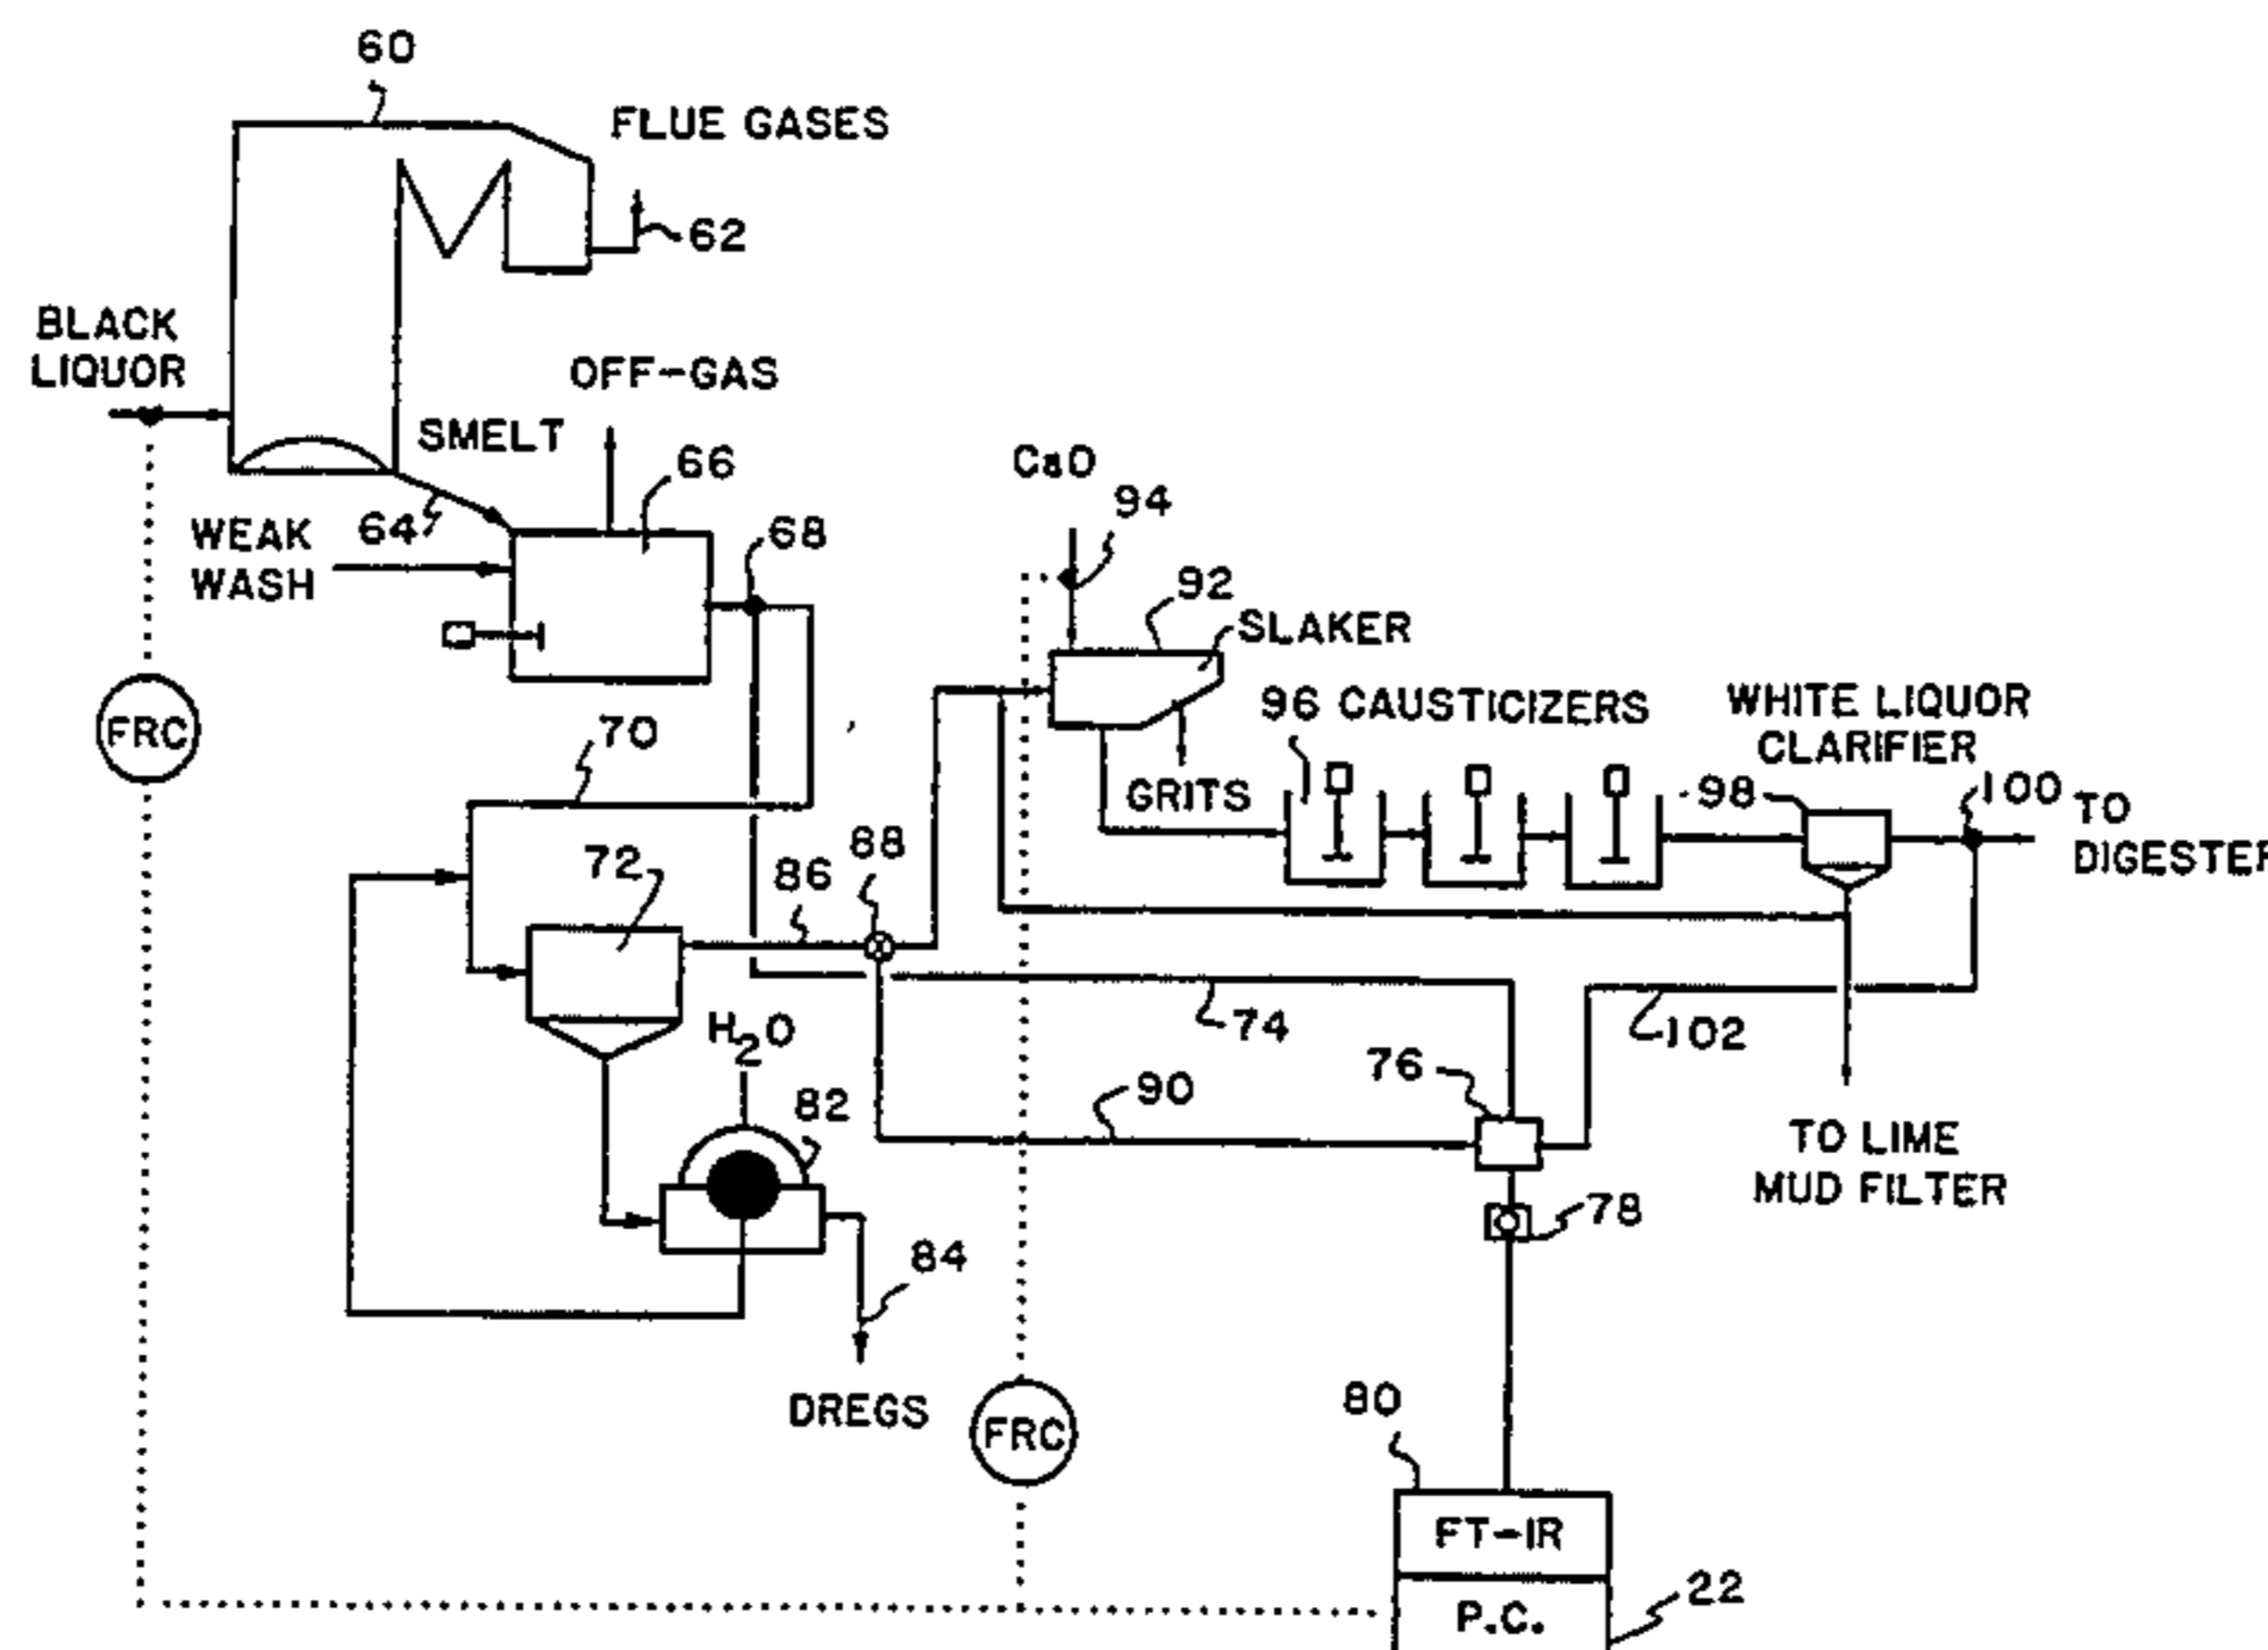 60
FLUE GASES
62
BLACK
LIQUOR
OFF-GAS
SMELT
66
CaO
94
64
WEAK
WASH
68
92
SLAKER
FRC
70
96 CAUSTICIZERS
WHITE LIQUOR
CLARIFIER
GRITS
98
100
TO
DIGESTER
72
86
88
H2O
74
102
76
82
90
TO LIME
MUD FILTER
78
84
DREGS
FRC
80
FT-IR
P.C.
22